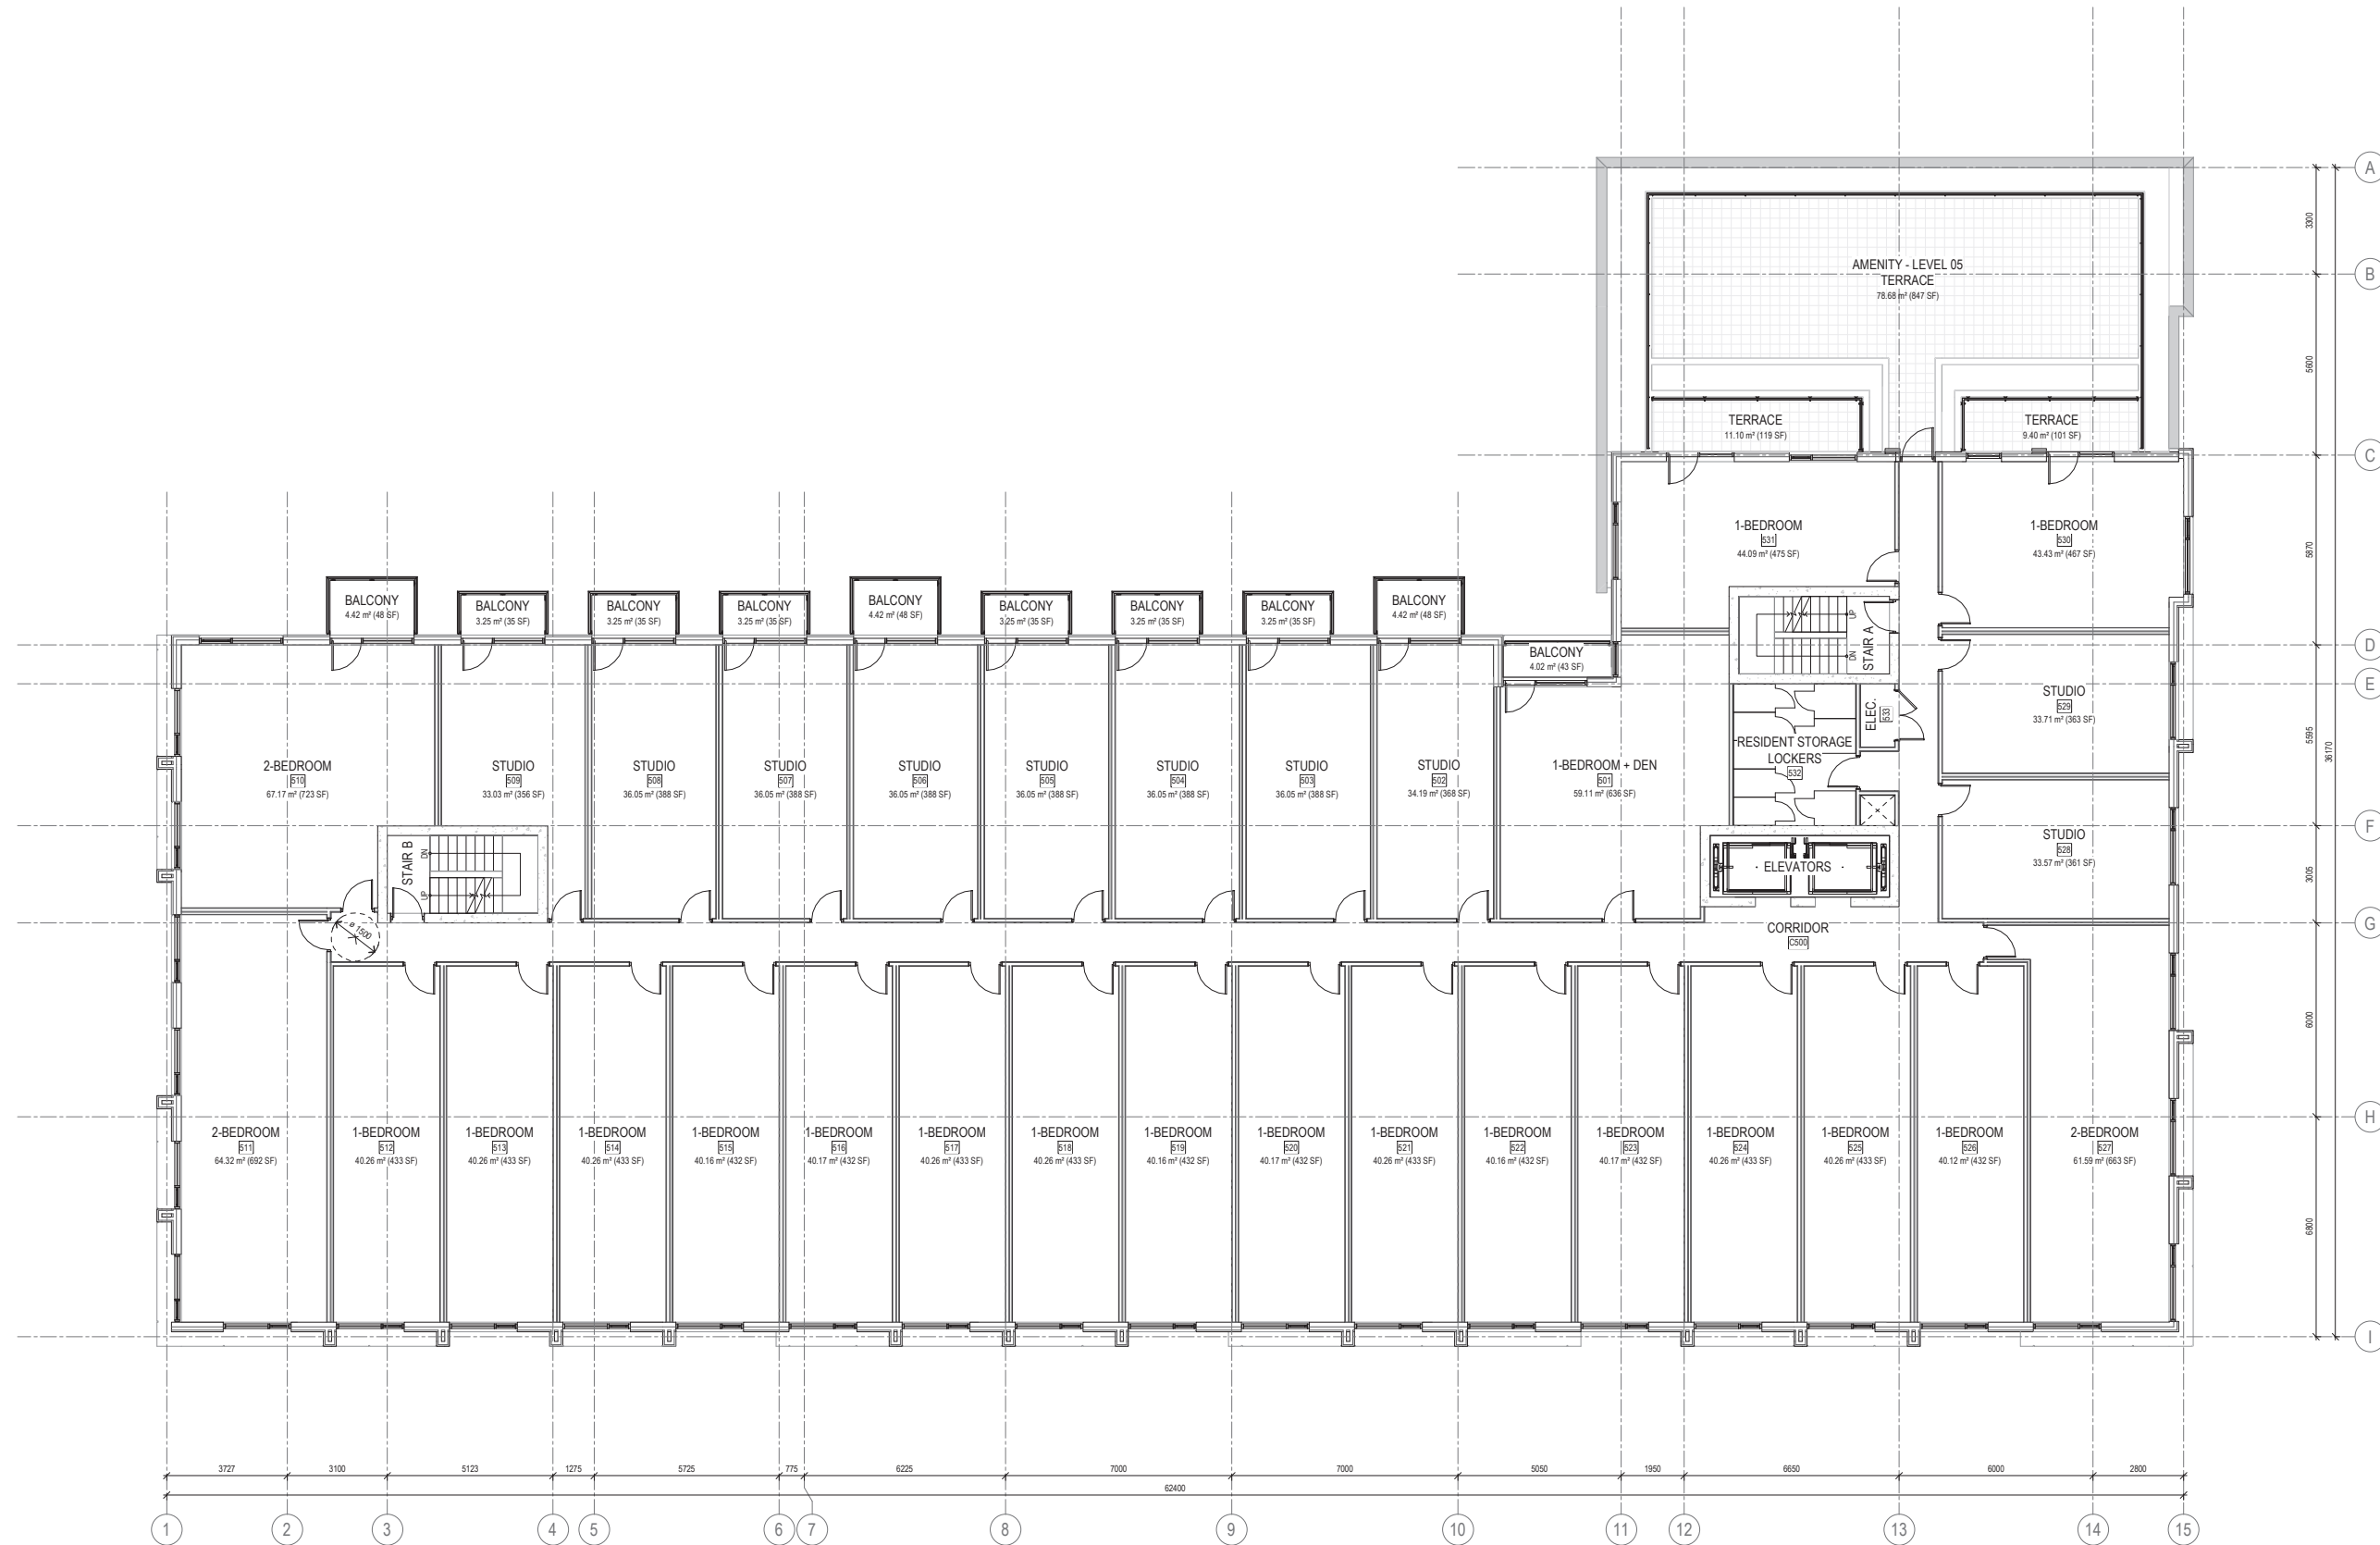 A
3300
B
AMENITY - LEVEL 05
TERRACE
78.68 m² (847 SF)
5600
TERRACE
11.10 m² (119 SF)
TERRACE
9.40 m² (101 SF)
C
1-BEDROOM
531
44.09 m² (475 SF)
1-BEDROOM
530
43.43 m² (467 SF)
5870
BALCONY
4.42 m² (48 SF)
BALCONY
3.25 m² (35 SF)
BALCONY
3.25 m² (35 SF)
BALCONY
3.25 m² (35 SF)
BALCONY
4.42 m² (48 SF)
BALCONY
3.25 m² (35 SF)
BALCONY
3.25 m² (35 SF)
BALCONY
3.25 m² (35 SF)
BALCONY
4.42 m² (48 SF)
BALCONY
4.02 m² (43 SF)
UP
DN
STAIR A
D
E
2-BEDROOM
510
67.17 m² (723 SF)
STUDIO
509
33.03 m² (356 SF)
STUDIO
508
36.05 m² (388 SF)
STUDIO
507
36.05 m² (388 SF)
STUDIO
506
36.05 m² (388 SF)
STUDIO
505
36.05 m² (388 SF)
STUDIO
504
36.05 m² (388 SF)
STUDIO
503
36.05 m² (388 SF)
STUDIO
502
34.19 m² (368 SF)
1-BEDROOM + DEN
501
59.11 m² (636 SF)
RESIDENT STORAGE
LOCKERS
532
ELEC.
533
STUDIO
529
33.71 m² (363 SF)
5595
36170
F
STUDIO
528
33.57 m² (361 SF)
3005
STAIR B
DN
UP
ELEVATORS
ø 1500
CORRIDOR
C500
G
6000
H
2-BEDROOM
511
64.32 m² (692 SF)
1-BEDROOM
512
40.26 m² (433 SF)
1-BEDROOM
513
40.26 m² (433 SF)
1-BEDROOM
514
40.26 m² (433 SF)
1-BEDROOM
515
40.16 m² (432 SF)
1-BEDROOM
516
40.17 m² (432 SF)
1-BEDROOM
517
40.26 m² (433 SF)
1-BEDROOM
518
40.26 m² (433 SF)
1-BEDROOM
519
40.16 m² (432 SF)
1-BEDROOM
520
40.17 m² (432 SF)
1-BEDROOM
521
40.26 m² (433 SF)
1-BEDROOM
522
40.16 m² (432 SF)
1-BEDROOM
523
40.17 m² (432 SF)
1-BEDROOM
524
40.26 m² (433 SF)
1-BEDROOM
525
40.26 m² (433 SF)
1-BEDROOM
526
40.12 m² (432 SF)
2-BEDROOM
527
61.59 m² (663 SF)
6800
I
3727 3100 5123 1275 5725 775 6225 7000 7000 5050 1950 6650 6000 2800
62400
1 2 3 4 5 6 7 8 9 10 11 12 13 14 15